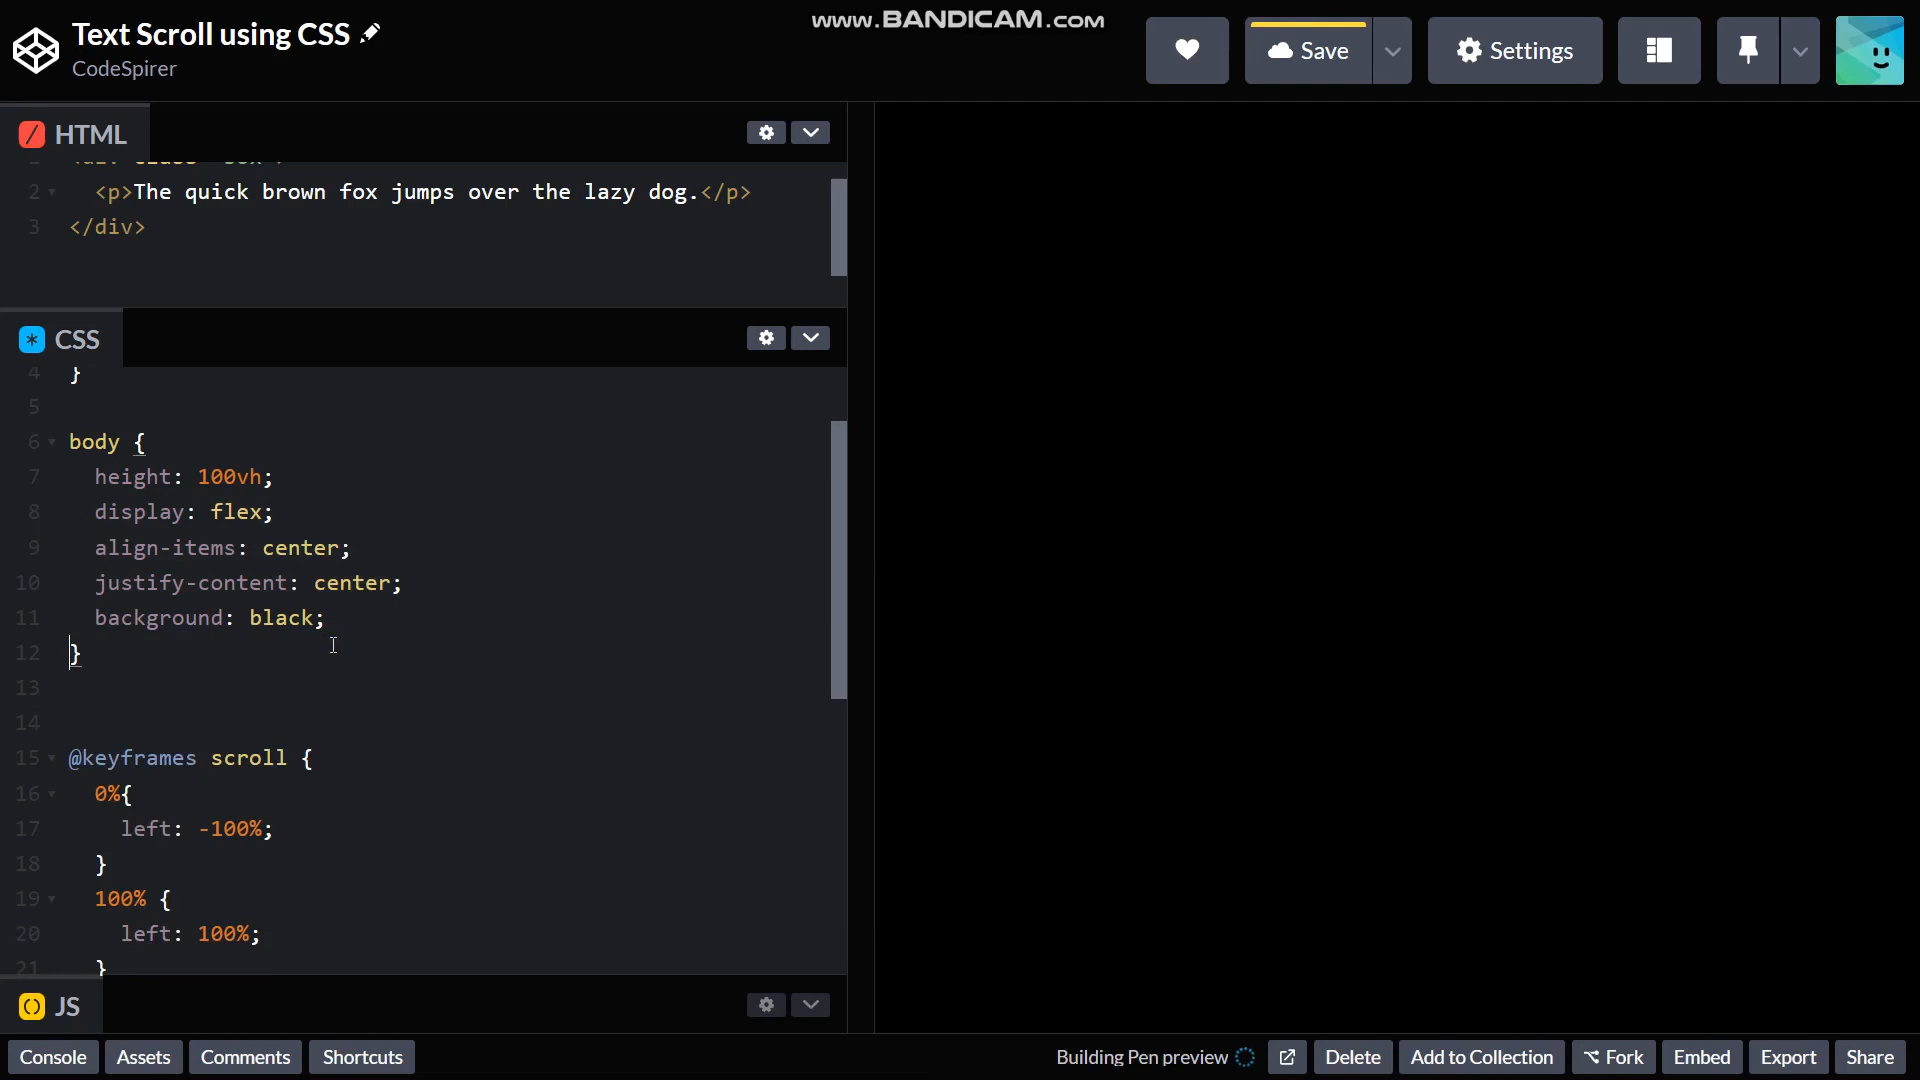 www.BANDICAM.com
Text Scroll using CSS
CodeSpirer
Save
Settings
HTML
2 <p>The quick brown fox jumps over the lazy dog.</p>
3 </div>
CSS
4 }
5
6 body {
7 height: 100vh;
8 display: flex;
9 align-items: center;
10 justify-content: center;
11 background: black;
12 }
13
14
15 @keyframes scroll {
16 0%{
17 left: -100%;
18 }
19 100% {
20 left: 100%;
21 }
JS
Console Assets Comments Shortcuts Building Pen preview Delete Add to Collection Fork Embed Export Share